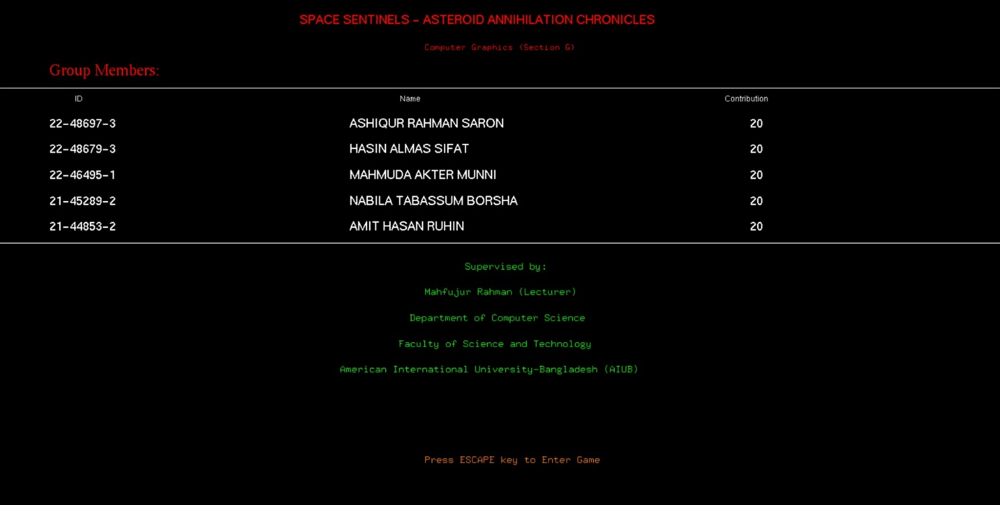 SPACE SENTINELS - ASTEROID ANNIHILATION CHRONICLES
Computer Graphics (Section G)
Group Members:
ID Name Contribution
22-48697-3 ASHIQUR RAHMAN SARON 20
22-48679-3 HASIN ALMAS SIFAT 20
22-46495-1 MAHMUDA AKTER MUNNI 20
21-45289-2 NABILA TABASSUM BORSHA 20
21-44853-2 AMIT HASAN RUHIN 20
Supervised by:
Mahfujur Rahman (Lecturer)
Department of Computer Science
Faculty of Science and Technology
American International University-Bangladesh (AIUB)
Press ESCAPE key to Enter Game